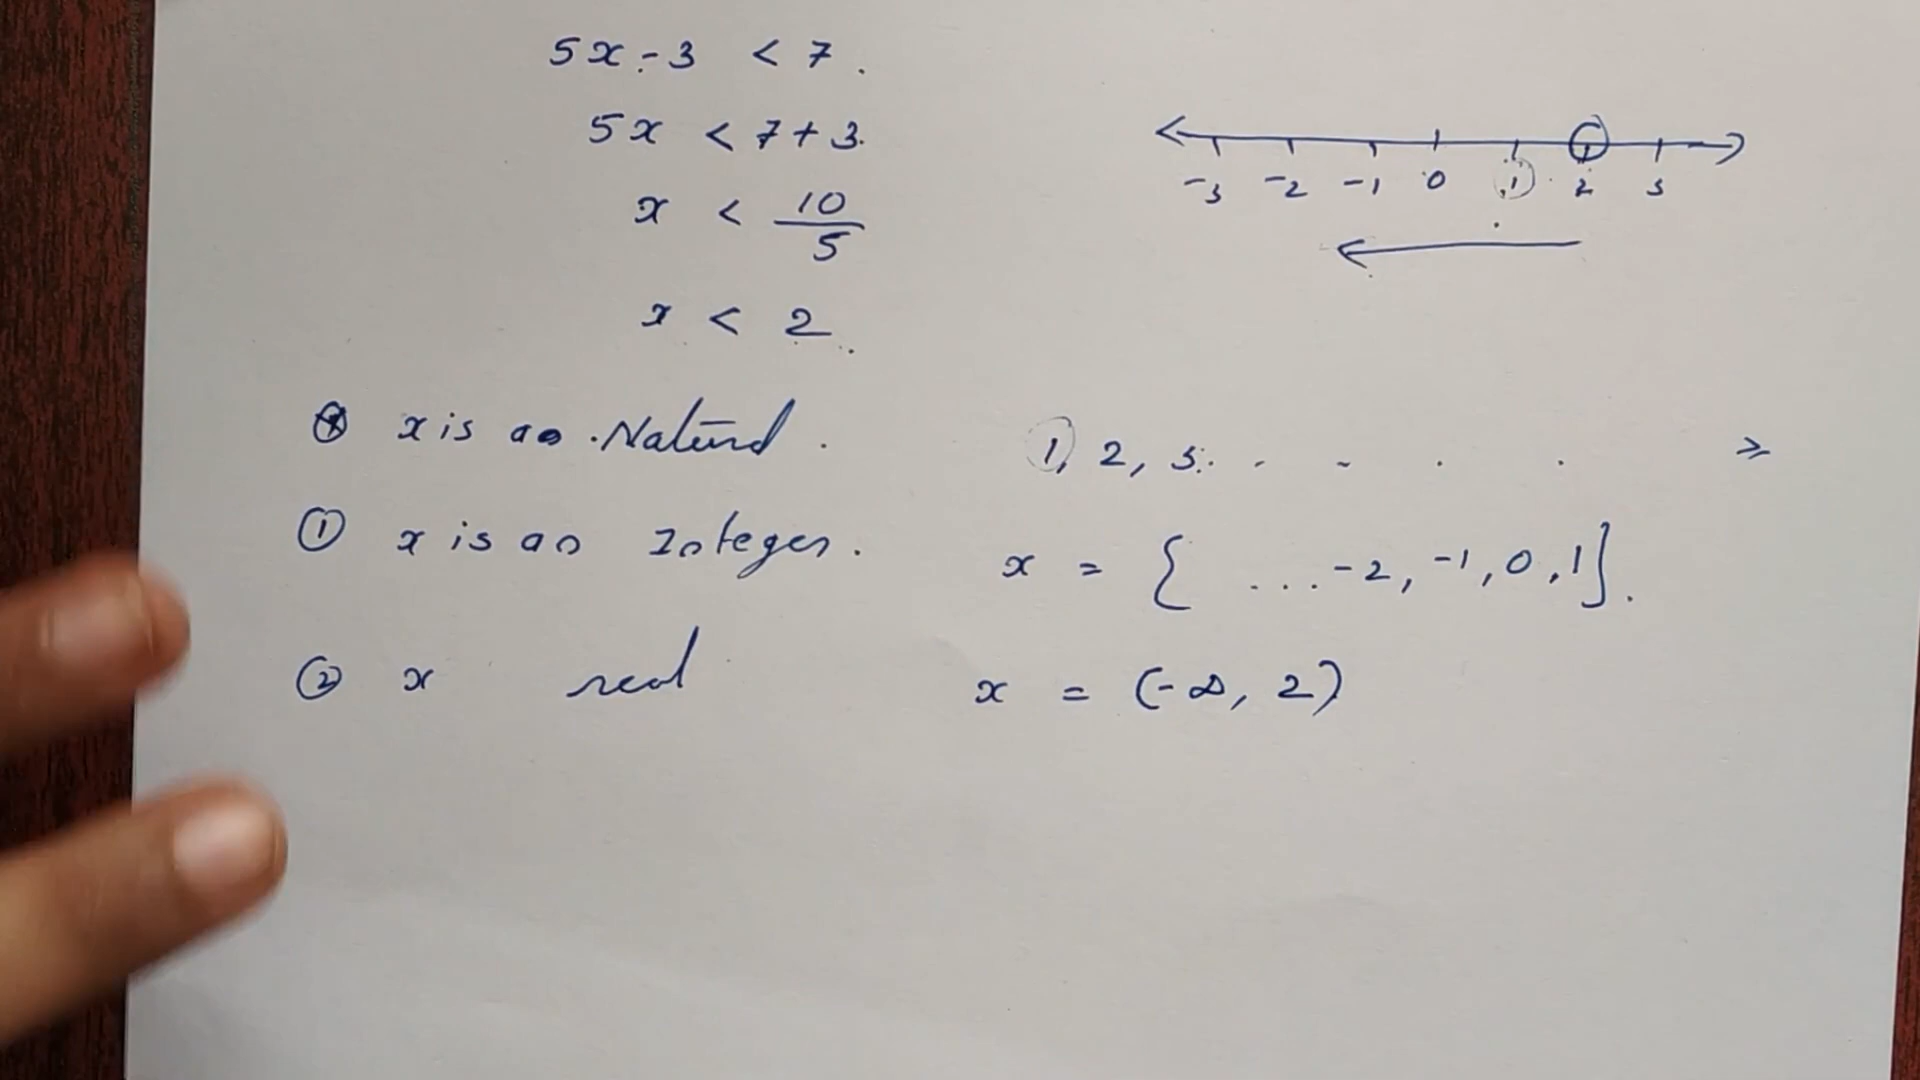 5x - 3 < 7.
5x < 7 + 3.
x < 10/5
x < 2
-3 -2 -1 0 1 2 3
x is an Natural. 1, 2, 3 . . . . .
① x is an Integer. x = { ... -2, -1, 0, 1}.
② x real x = (-∞, 2)